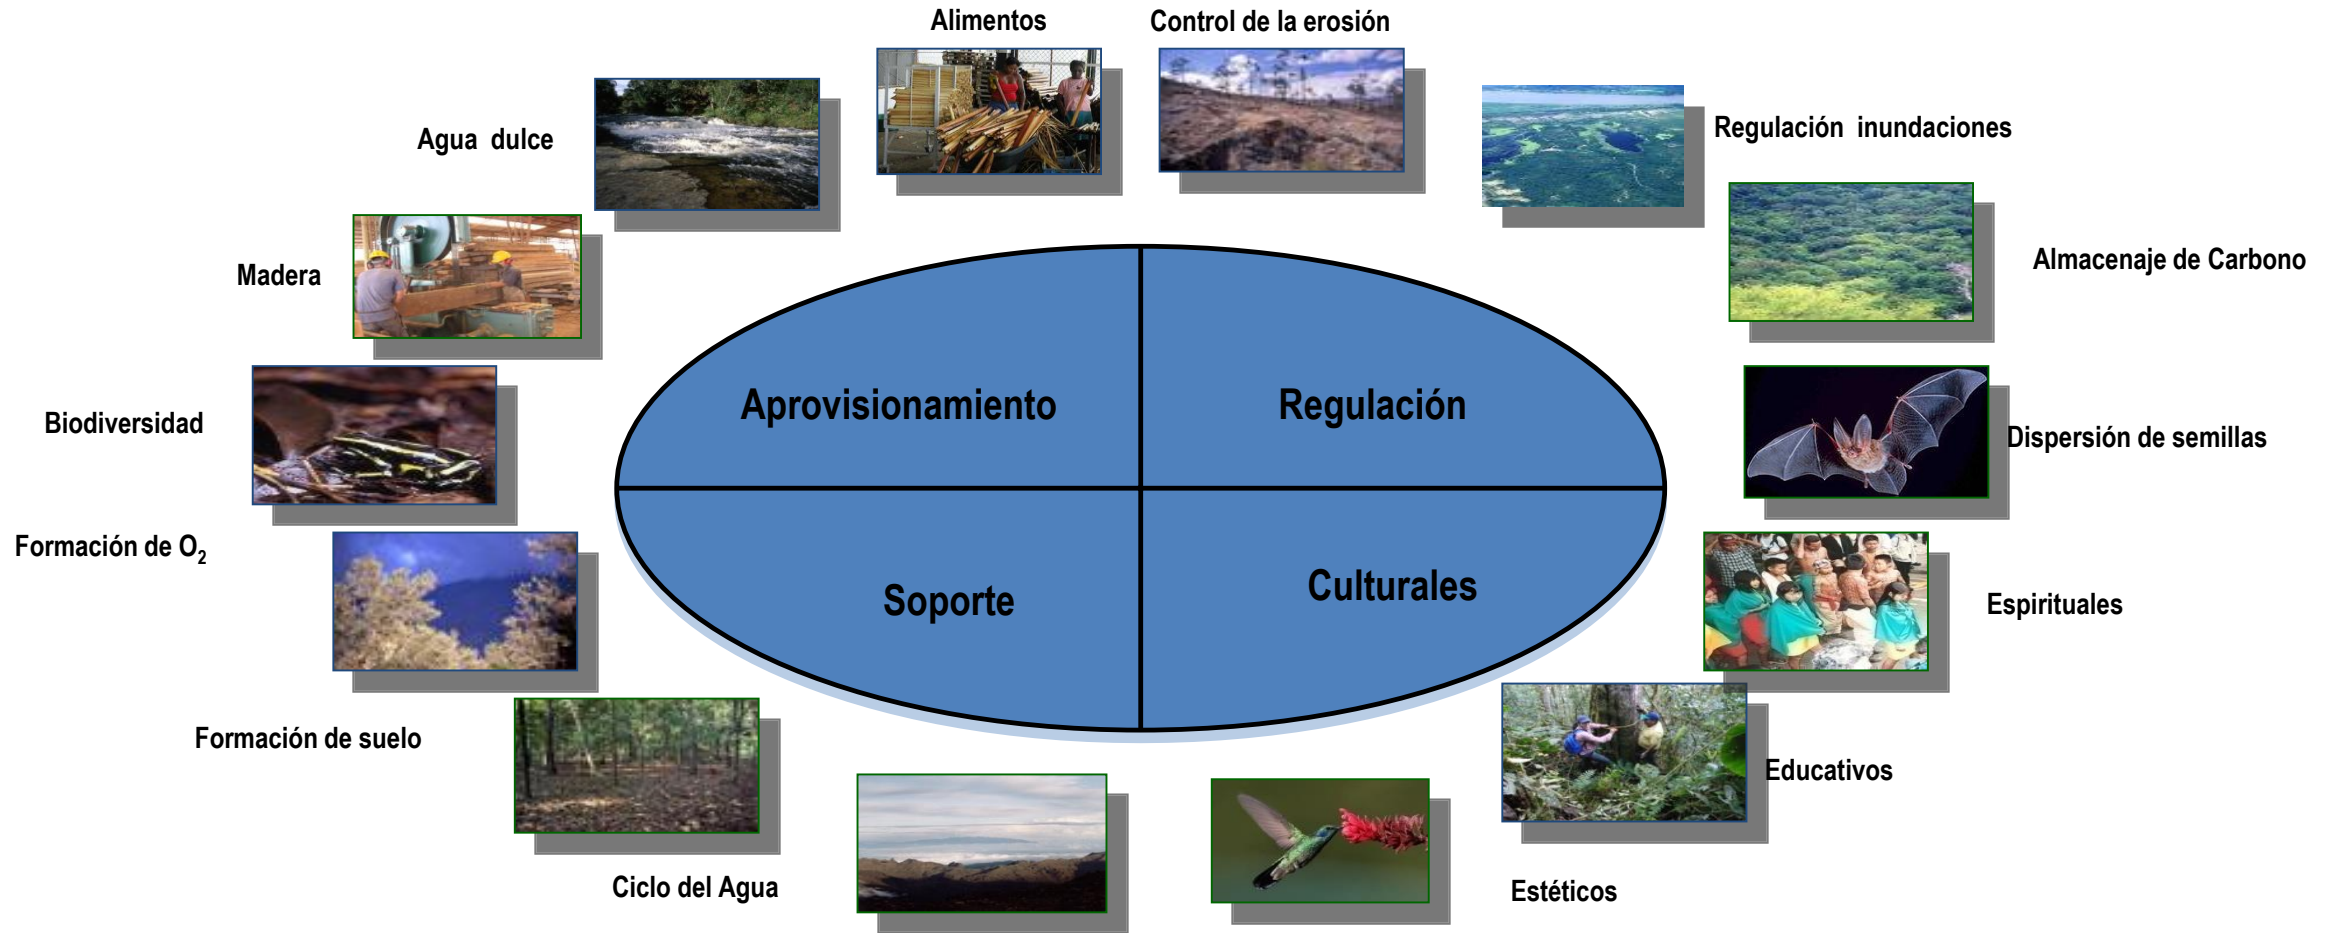 Alimentos
Control de la erosión
Agua dulce
Regulación inundaciones
Madera
Almacenaje de Carbono
Aprovisionamiento
Regulación
Biodiversidad
Dispersión de semillas
Formación de O₂
Soporte
Culturales
Espirituales
Formación de suelo
Educativos
Ciclo del Agua
Estéticos